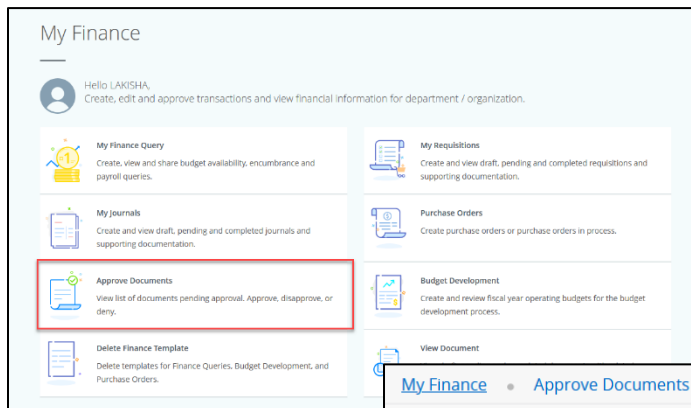 My Finance
Hello LAKISHA,
Create, edit and approve transactions and view financial information for department / organization.
My Finance Query
Create, view and share budget availability, encumbrance and
payroll queries.
My Requisitions
Create and view draft, pending and completed requisitions and
supporting documentation.
My Journals
Create and view draft, pending and completed journals and
supporting documentation.
Purchase Orders
Create purchase orders or purchase orders in process.
Approve Documents
View list of documents pending approval. Approve, disapprove, or
deny.
Budget Development
Create and review fiscal year operating budgets for the budget
development process.
Delete Finance Template
Delete templates for Finance Queries, Budget Development, and
Purchase Orders.
View Document
My Finance • Approve Documents